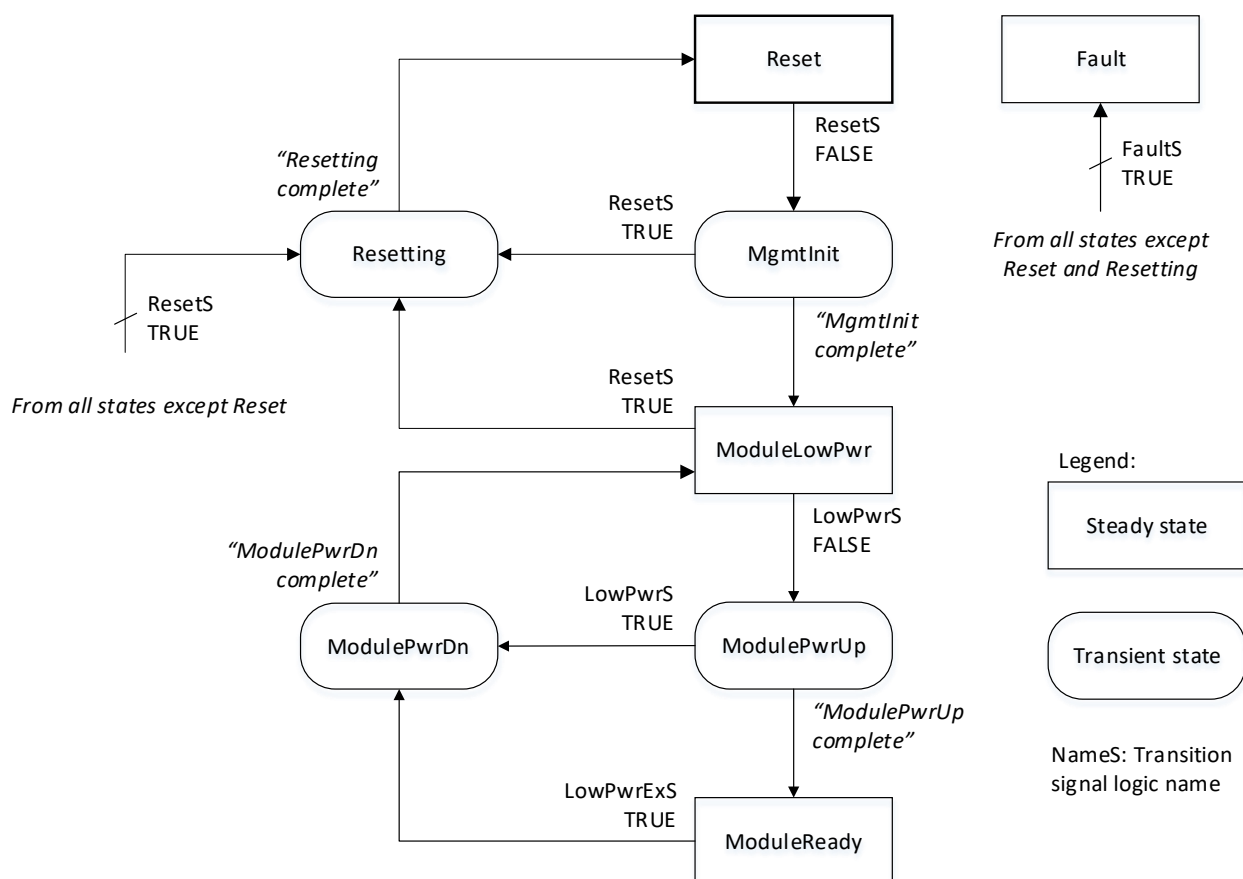 Reset
Fault
ResetS
FALSE
FaultS
TRUE
“Resetting
complete”
ResetS
TRUE
Resetting
MgmtInit
From all states except
Reset and Resetting
ResetS
TRUE
“MgmtInit
complete”
From all states except Reset
ResetS
TRUE
ModuleLowPwr
Legend:
Steady state
LowPwrS
FALSE
“ModulePwrDn
complete”
LowPwrS
TRUE
ModulePwrDn
ModulePwrUp
Transient state
“ModulePwrUp
complete”
NameS: Transition
signal logic name
LowPwrExS
TRUE
ModuleReady